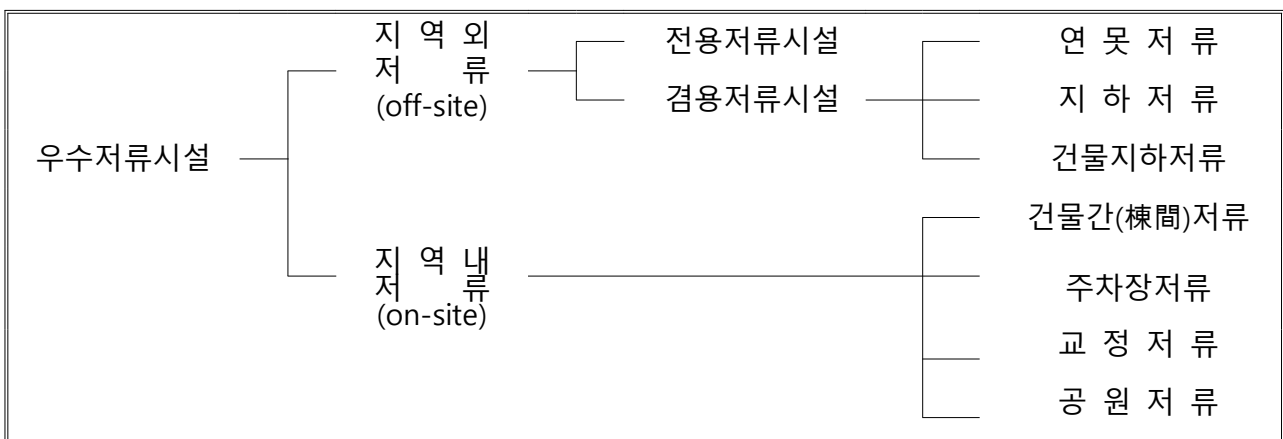 지 역 외
저 류
(off-site)
전용저류시설
연 못 저 류
겸용저류시설
지 하 저 류
우수저류시설
건물지하저류
건물간(棟間)저류
지 역 내
저 류
(on-site)
주차장저류
교 정 저 류
공 원 저 류